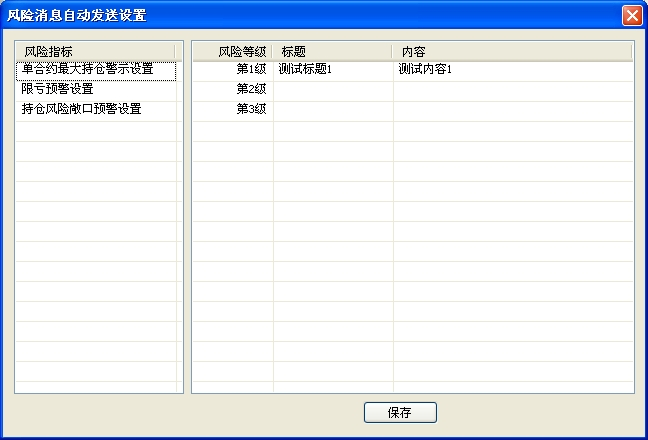 风险消息自动发送设置
风险指标
单合约最大持仓警示设置
限亏预警设置
持仓风险敞口预警设置
风险等级 标题 内容
第1级 测试标题1 测试内容1
第2级
第3级
保存